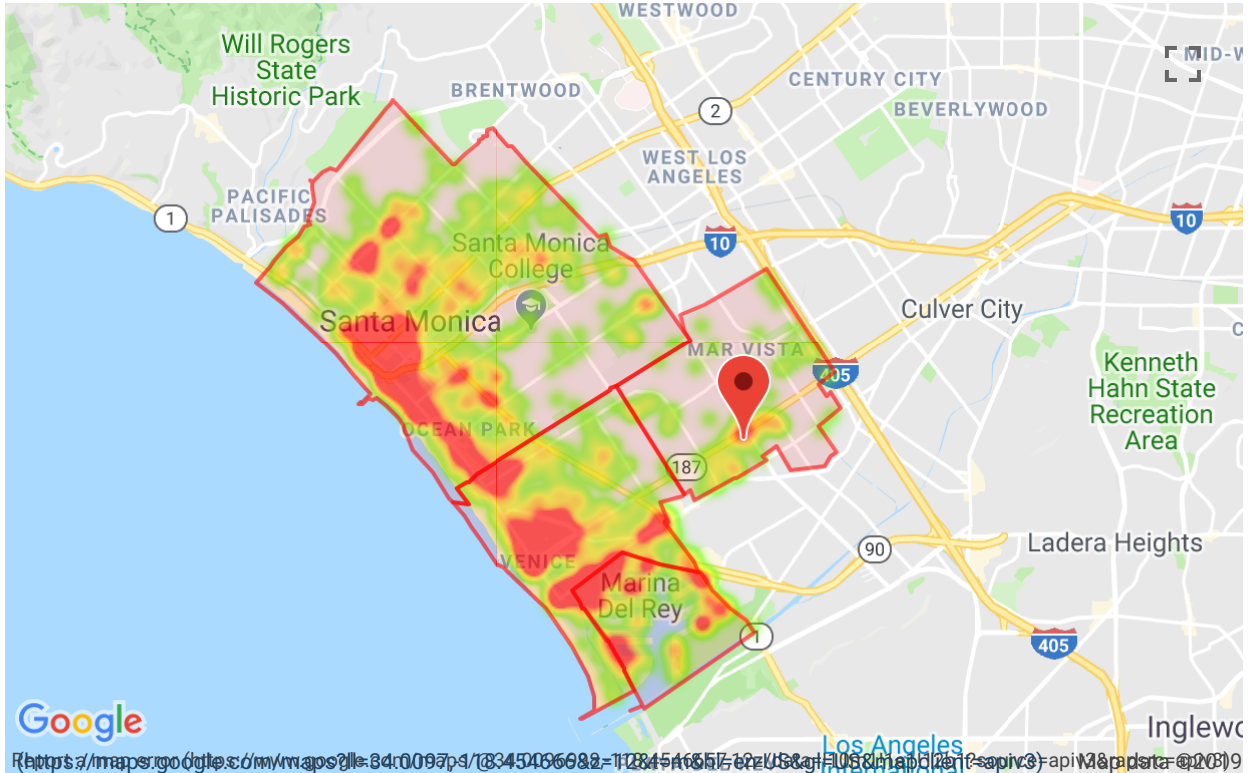 WESTWOOD
Will Rogers
State
Historic Park
MID-W
CENTURY CITY
BRENTWOOD
BEVERLYWOOD
2
WEST LOS
ANGELES
PACIFIC
PALISADES
1
10
10
Santa Monica
College
Culver City
Santa Monica
MAR VISTA
405
Kenneth
Hahn State
Recreation
Area
OCEAN PARK
187
90
Ladera Heights
VENICE
Marina
Del Rey
1
405
Google
Inglewo
Los Angeles
International